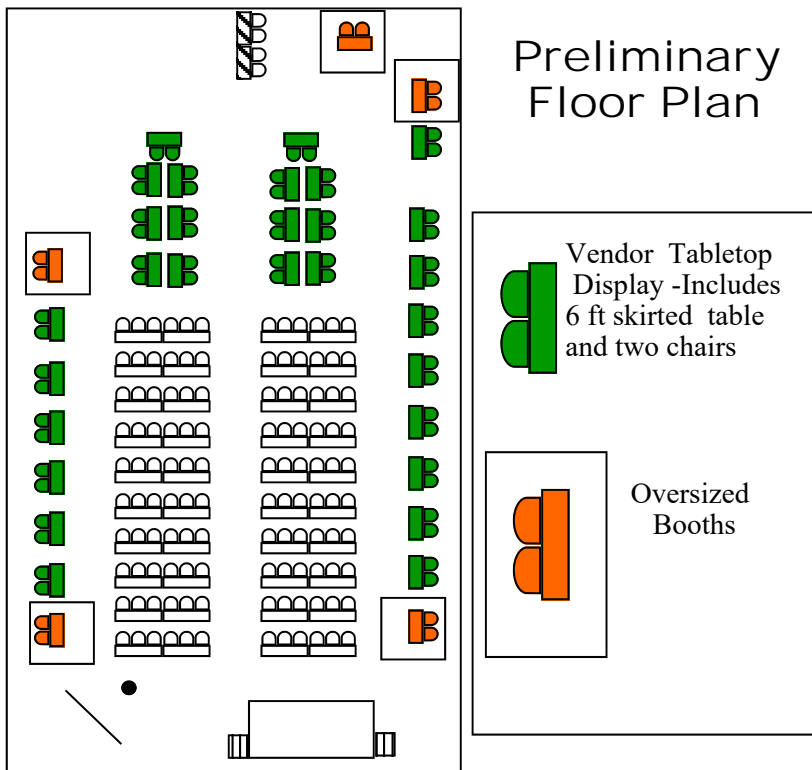 Preliminary
Floor Plan
Vendor Tabletop
Display -Includes
6 ft skirted table
and two chairs
Oversized
Booths